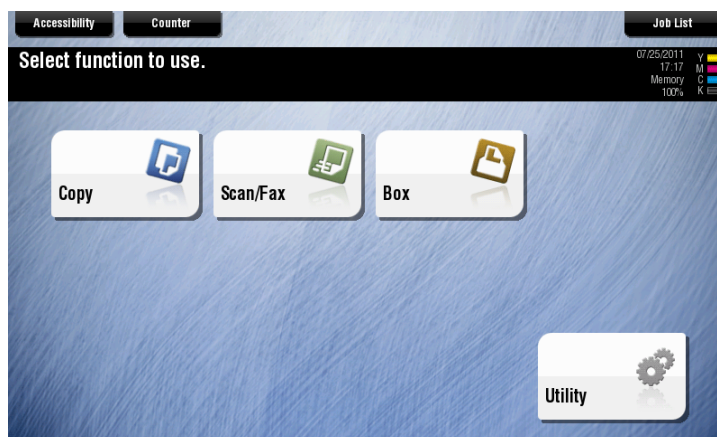 Accessibility
Counter
Job List
Select function to use.
07/25/2011
17:17
Memory
100%
Y
M
C
K
Copy
Scan/Fax
Box
Utility